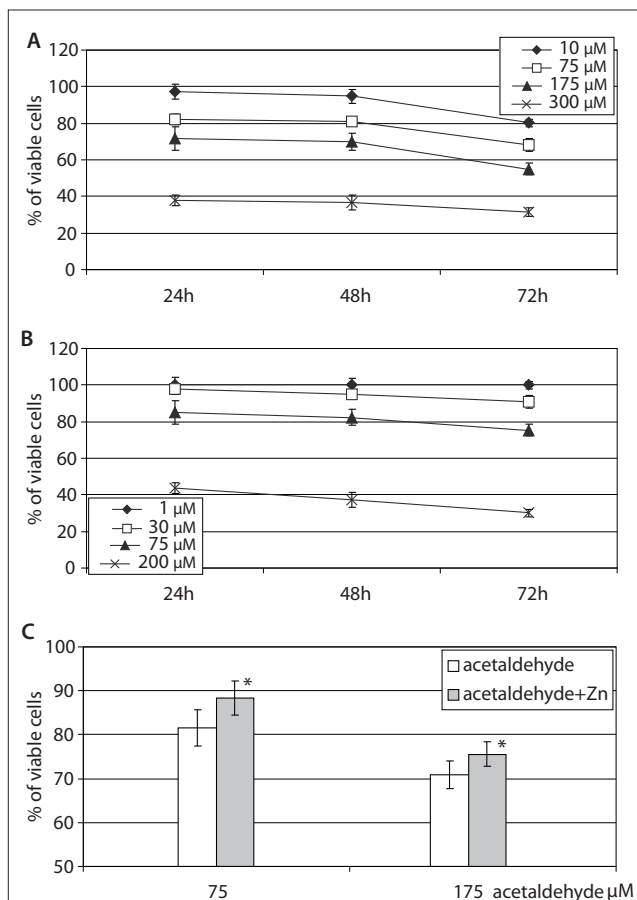 A
% of viable cells
120
100
80
60
40
20
0
10 µM
75 µM
175 µM
300 µM
24h 48h 72h
B
% of viable cells
120
100
80
60
40
20
0
1 µM
30 µM
75 µM
200 µM
24h 48h 72h
C
% of viable cells
100
90
80
70
60
50
acetaldehyde
acetaldehyde+Zn
* *
75 175 acetaldehyde µM